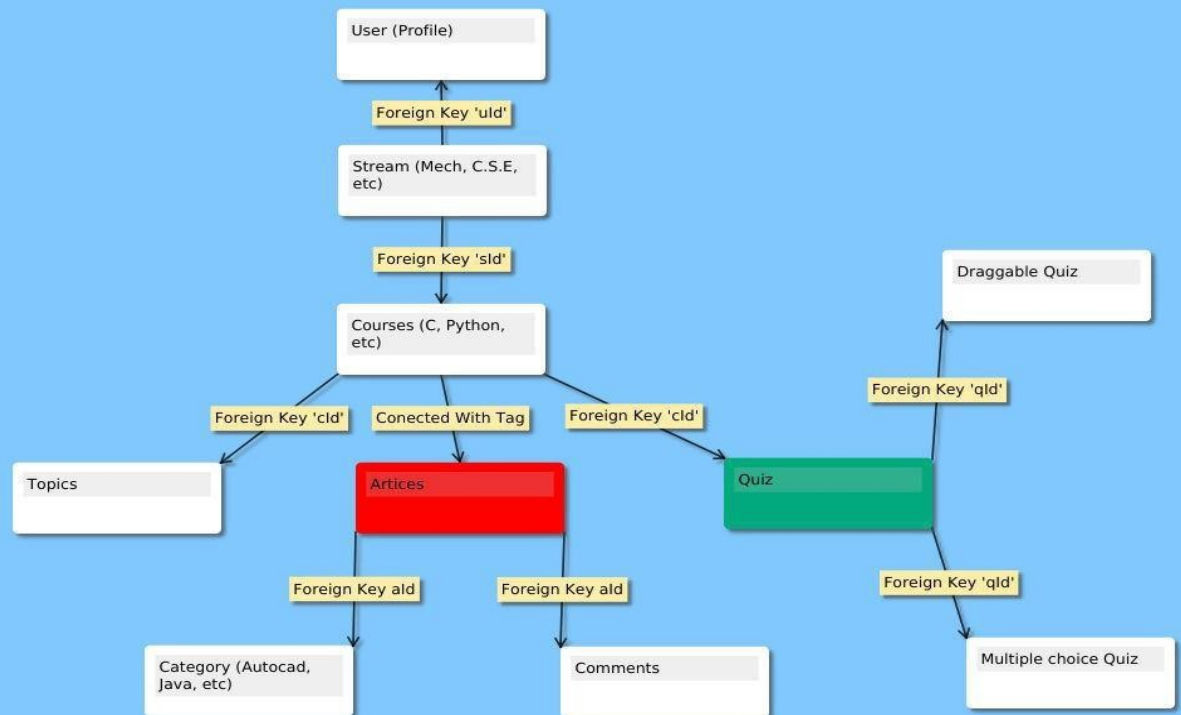 User (Profile)
Foreign Key 'uId'
Stream (Mech, C.S.E,
etc)
Foreign Key 'sId'
Draggable Quiz
Courses (C, Python,
etc)
Foreign Key 'qId'
Foreign Key 'cId'
Conected With Tag
Foreign Key 'cId'
Topics
Artices
Quiz
Foreign Key aId
Foreign Key aId
Foreign Key 'qId'
Category (Autocad,
Java, etc)
Comments
Multiple choice Quiz